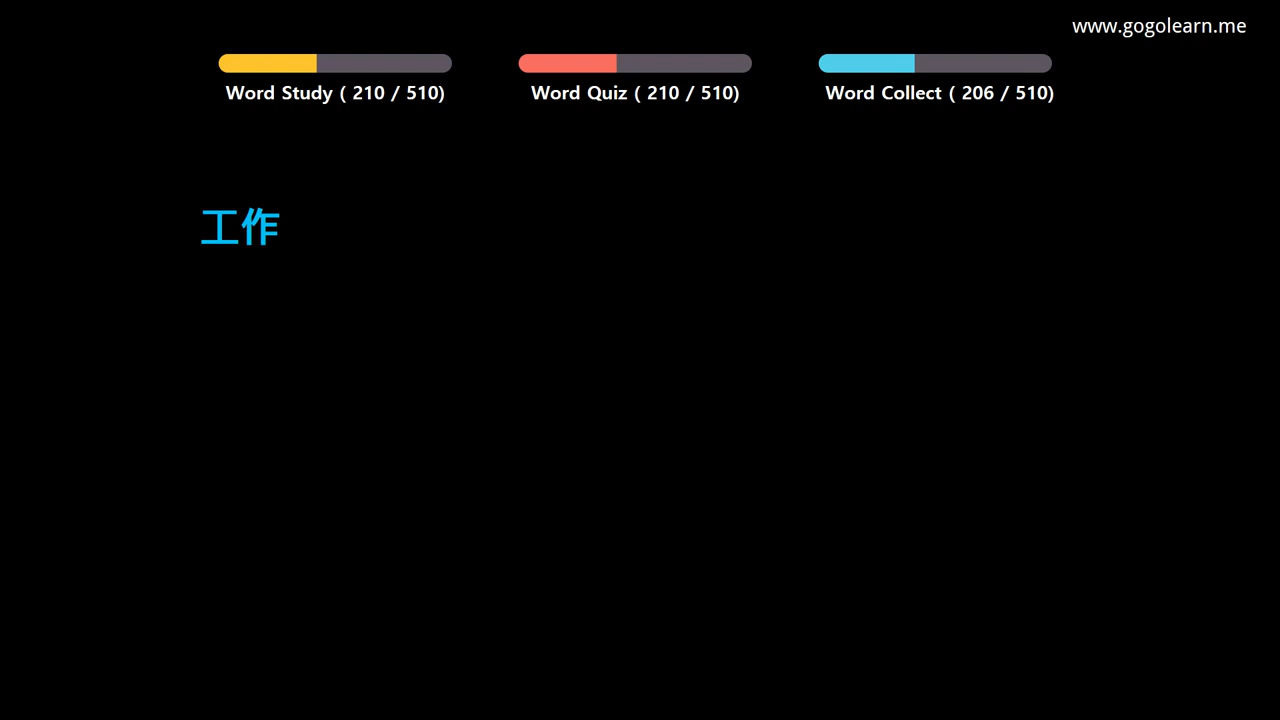 www.gogolearn.me
Word Study ( 210 / 510)
Word Quiz ( 210 / 510)
Word Collect ( 206 / 510)
工作